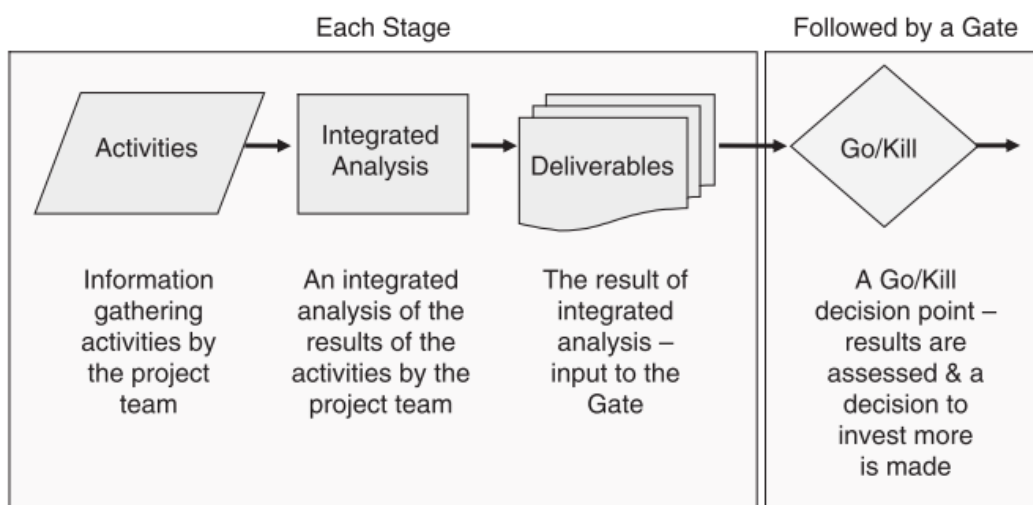 Each Stage
Followed by a Gate
Activities
Integrated
Analysis
Deliverables
Go/Kill
Information
gathering
activities by
the project
team
An integrated
analysis of the
results of the
activities by the
project team
The result of
integrated
analysis –
input to the
Gate
A Go/Kill
decision point –
results are
assessed & a
decision to
invest more
is made